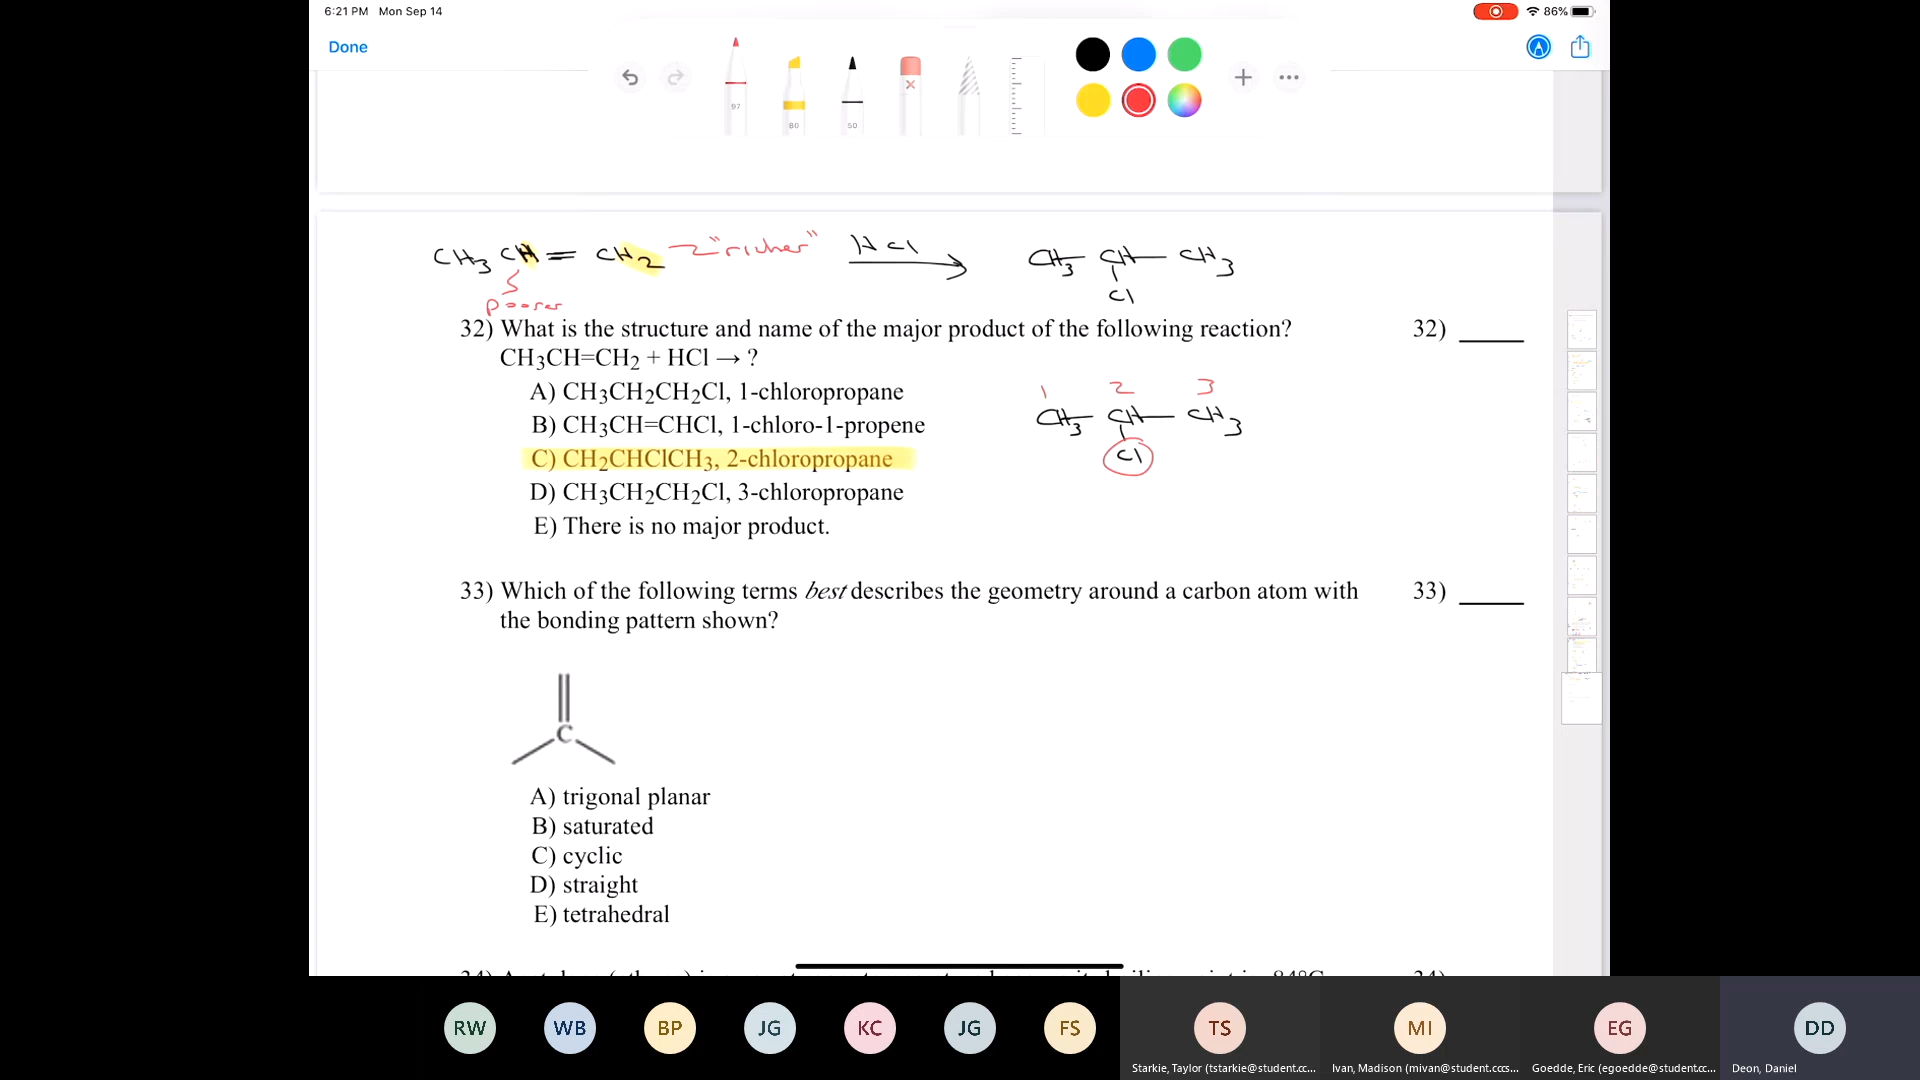 6:21 PM Mon Sep 14
86%
Done
97
80
50
CH3 CH = CH2 "richer" HCl CH3 CH CH3
Cl
poorer
32) What is the structure and name of the major product of the following reaction? 32)
CH3CH=CH2 + HCl → ?
A) CH3CH2CH2Cl, 1-chloropropane
B) CH3CH=CHCl, 1-chloro-1-propene
C) CH2CHClCH3, 2-chloropropane
D) CH3CH2CH2Cl, 3-chloropropane
E) There is no major product.
1 2 3
CH3 CH CH3
Cl
33) Which of the following terms best describes the geometry around a carbon atom with 33)
the bonding pattern shown?
C
A) trigonal planar
B) saturated
C) cyclic
D) straight
E) tetrahedral
RW WB BP JG KC JG FS TS MI EG DD
Starkie, Taylor (tstarkie@student.cc...
Ivan, Madison (mivan@student.cccs...
Goedde, Eric (egoedde@student.cc...
Deon, Daniel